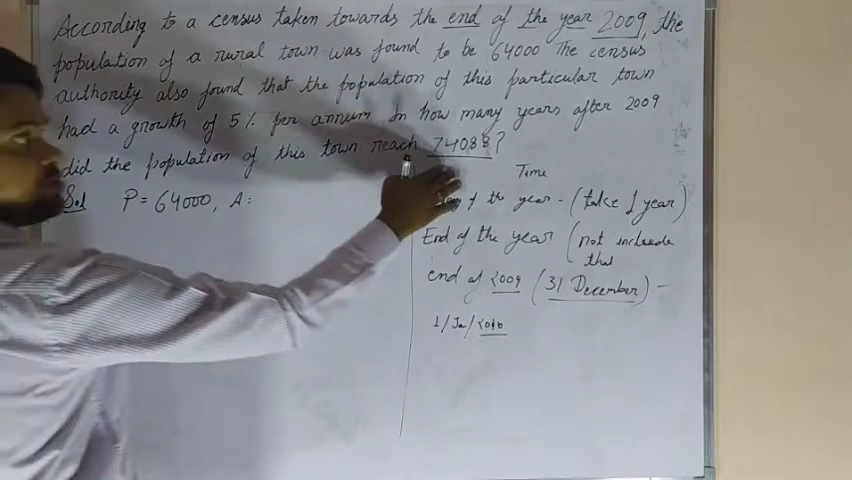 According to a census taken towards the end of the year 2009, the
population of a rural town was found to be 64000 The census
authority also found that the population of this particular town
had a growth of 5% per annum In how many years after 2009
did the population of this town reach 74088?
Sol P = 64000, A:
Time
of the year - (take 1 year)
End of the year (not include
that
end of 2009 (31 December) -
1/Ja/2010